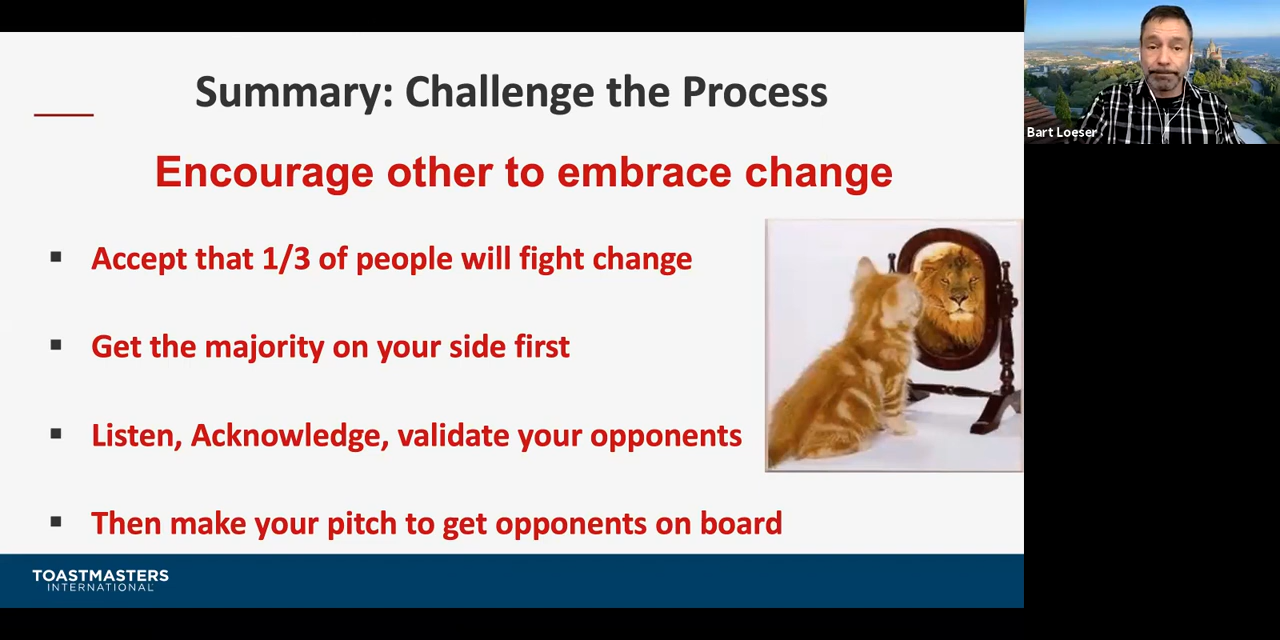 Summary: Challenge the Process
Encourage other to embrace change
▪ Accept that 1/3 of people will fight change
▪ Get the majority on your side first
▪ Listen, Acknowledge, validate your opponents
▪ Then make your pitch to get opponents on board
TOASTMASTERS
INTERNATIONAL
Bart Loeser